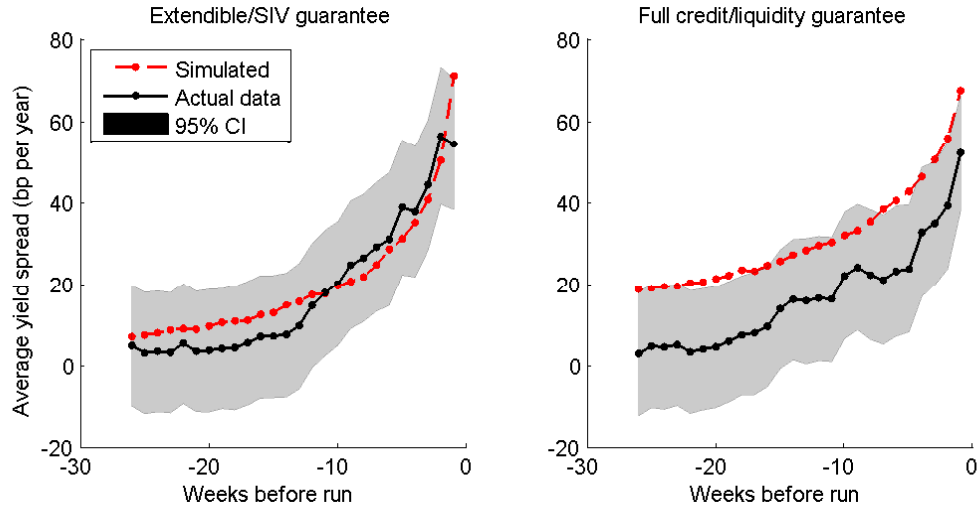 Extendible/SIV guarantee
Full credit/liquidity guarantee
Average yield spread (bp per year)
80
60
40
20
0
-20
-30
-20
-10
0
Weeks before run
Simulated
Actual data
95% CI
80
60
40
20
0
-20
-30
-20
-10
0
Weeks before run